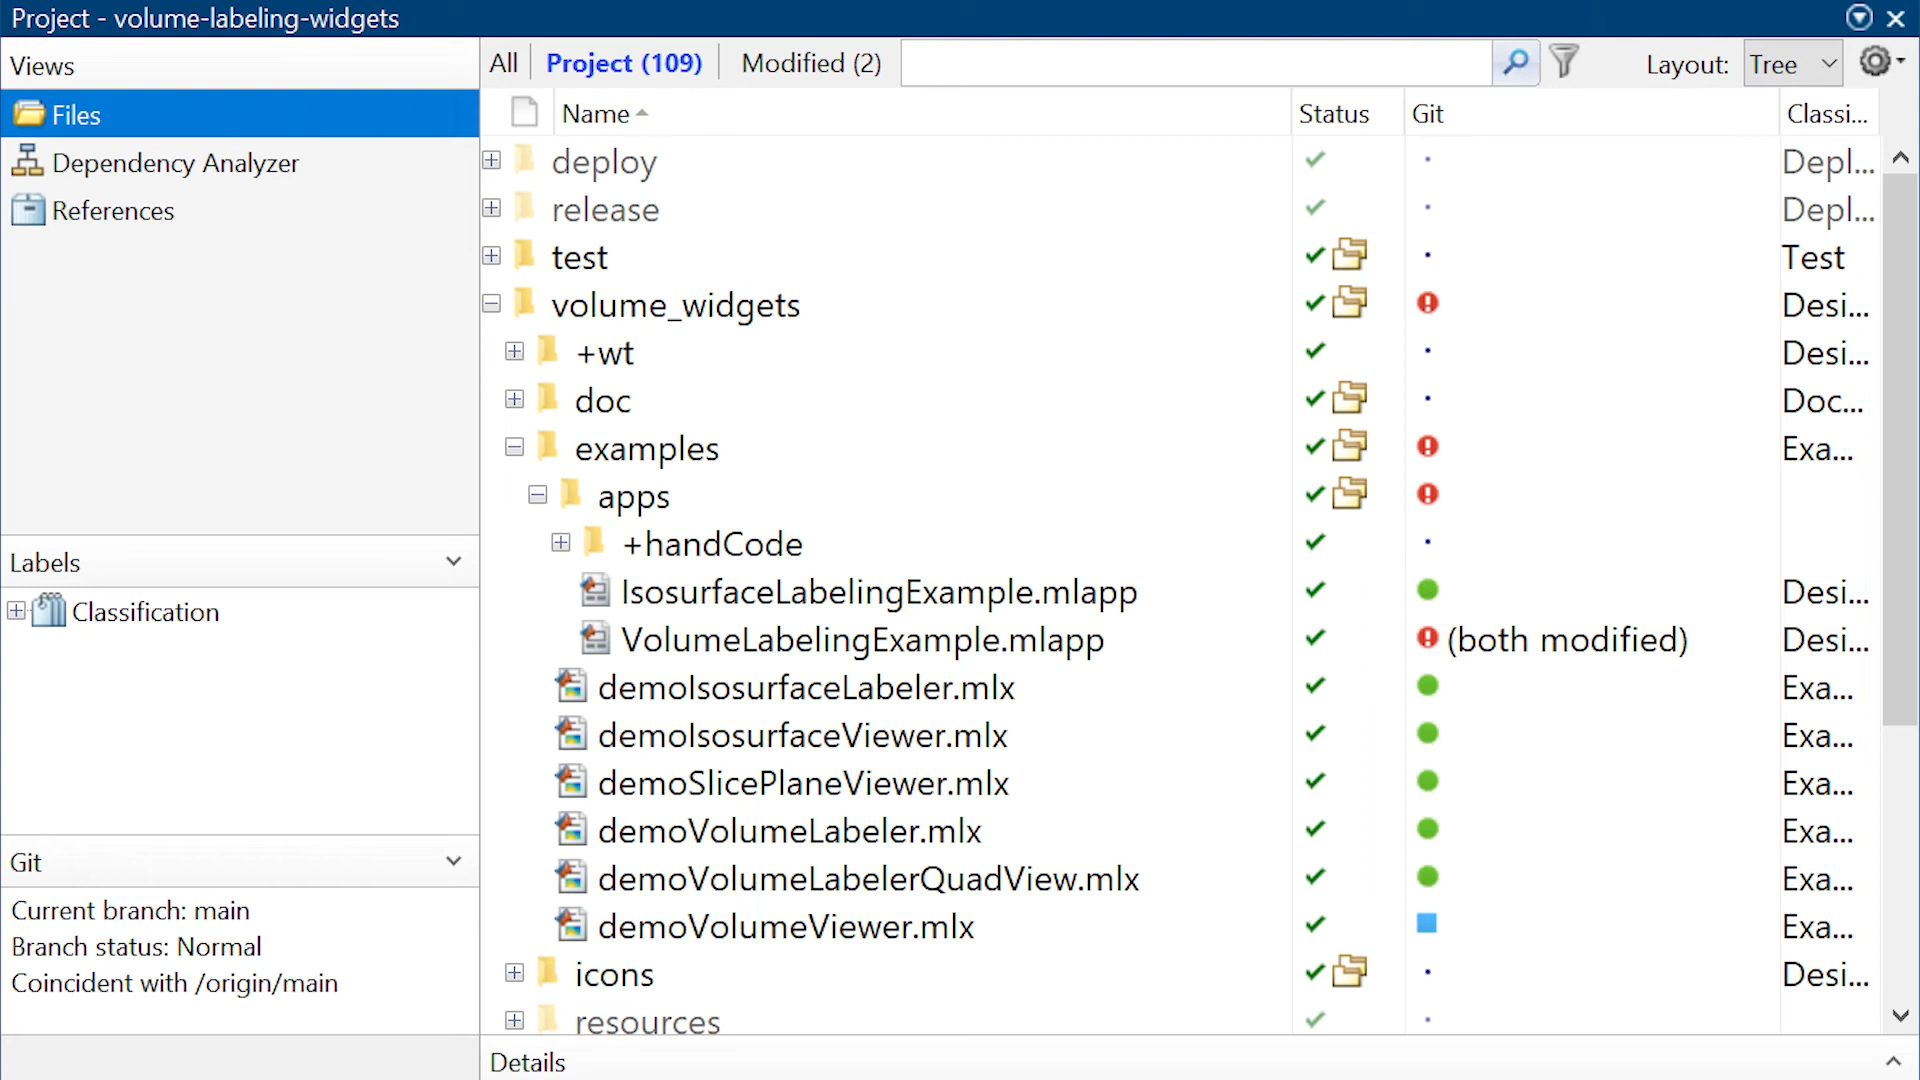 Project - volume-labeling-widgets
Views
Files
Dependency Analyzer
References
Labels
Classification
Git
Current branch: main
Branch status: Normal
Coincident with /origin/main
All Project (109) Modified (2) Layout: Tree
Name Status Git Classi...
deploy Depl...
release Depl...
test Test
volume_widgets Desi...
+wt Desi...
doc Doc...
examples Exa...
apps
+handCode
IsosurfaceLabelingExample.mlapp Desi...
VolumeLabelingExample.mlapp (both modified) Desi...
demoIsosurfaceLabeler.mlx Exa...
demoIsosurfaceViewer.mlx Exa...
demoSlicePlaneViewer.mlx Exa...
demoVolumeLabeler.mlx Exa...
demoVolumeLabelerQuadView.mlx Exa...
demoVolumeViewer.mlx Exa...
icons Desi...
resources
Details